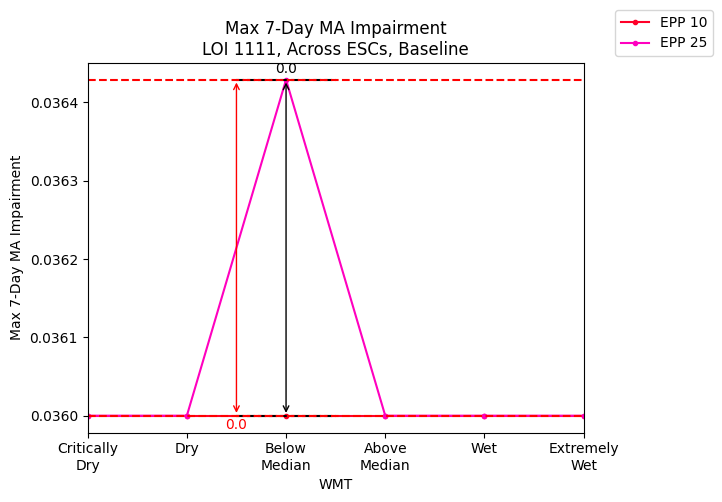 Max 7-Day MA Impairment
LOI 1111, Across ESCs, Baseline
EPP 10
EPP 25
0.0
0.0364
0.0363
0.0362
0.0361
0.0360
Max 7-Day MA Impairment
0.0
Critically
Dry
Dry
Below
Median
Above
Median
Wet
Extremely
Wet
WMT